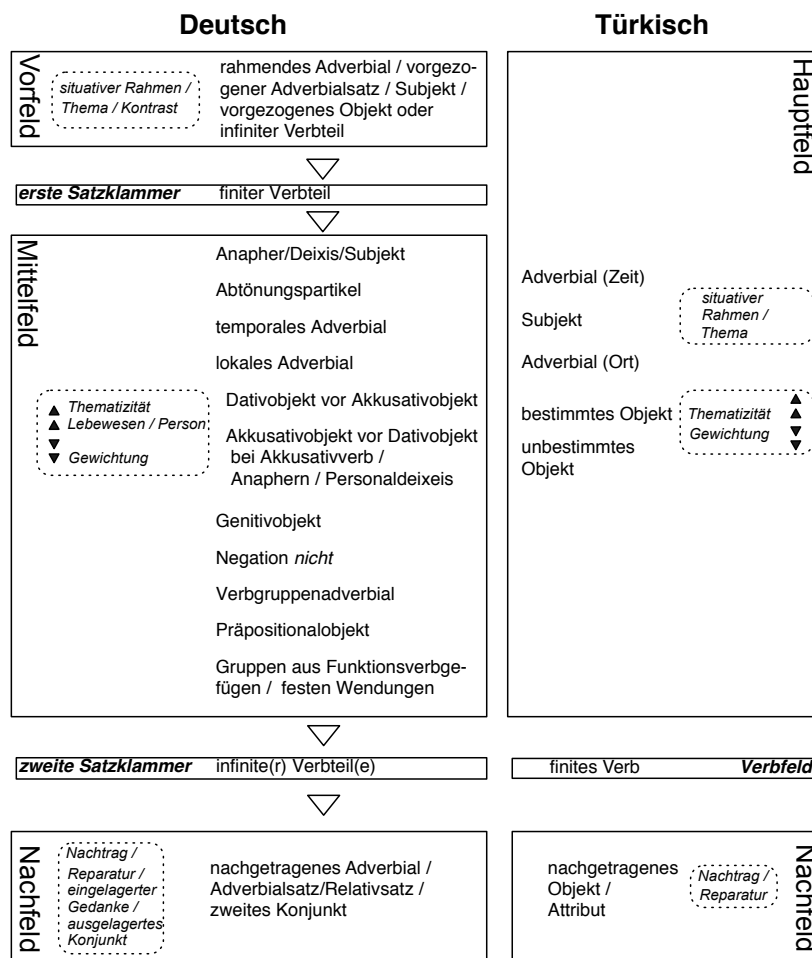 Deutsch
Türkisch
Vorfeld
situativer Rahmen /
Thema / Kontrast
rahmendes Adverbial / vorgezo-
gener Adverbialsatz / Subjekt /
vorgezogenes Objekt oder
infiniter Verbteil
Hauptfeld
erste Satzklammer
finiter Verbteil
Mittelfeld
Anapher/Deixis/Subjekt
Abtönungspartikel
temporales Adverbial
lokales Adverbial
Thematizität
Lebewesen / Person
Gewichtung
Dativobjekt vor Akkusativobjekt
Akkusativobjekt vor Dativobjekt
bei Akkusativverb /
Anaphern / Personaldeixeis
Genitivobjekt
Negation nicht
Verbgruppenadverbial
Präpositionalobjekt
Gruppen aus Funktionsverbge-
fügen / festen Wendungen
Adverbial (Zeit)
Subjekt
Adverbial (Ort)
situativer
Rahmen /
Thema
bestimmtes Objekt
unbestimmtes
Objekt
Thematizität
Gewichtung
zweite Satzklammer
infinite(r) Verbteil(e)
finites Verb
Verbfeld
Nachfeld
Nachtrag /
Reparatur /
eingelagerter
Gedanke /
ausgelagertes
Konjunkt
nachgetragenes Adverbial /
Adverbialsatz/Relativsatz /
zweites Konjunkt
nachgetragenes
Objekt /
Attribut
Nachtrag /
Reparatur
Nachfeld